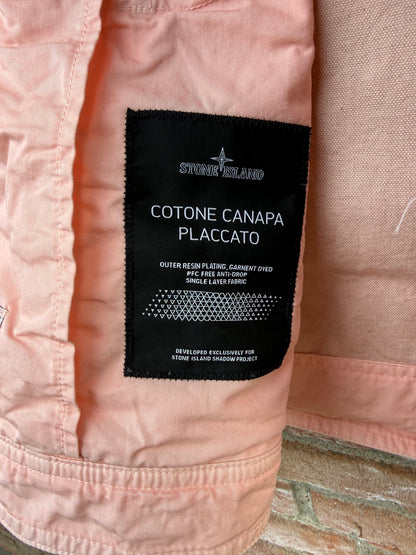 STONE ISLAND
COTONE CANAPA
PLACCATO
OUTER RESIN PLATING, GARMENT DYED
PFC FREE ANTI-DROP
SINGLE LAYER FABRIC
DEVELOPED EXCLUSIVELY FOR
STONE ISLAND SHADOW PROJECT